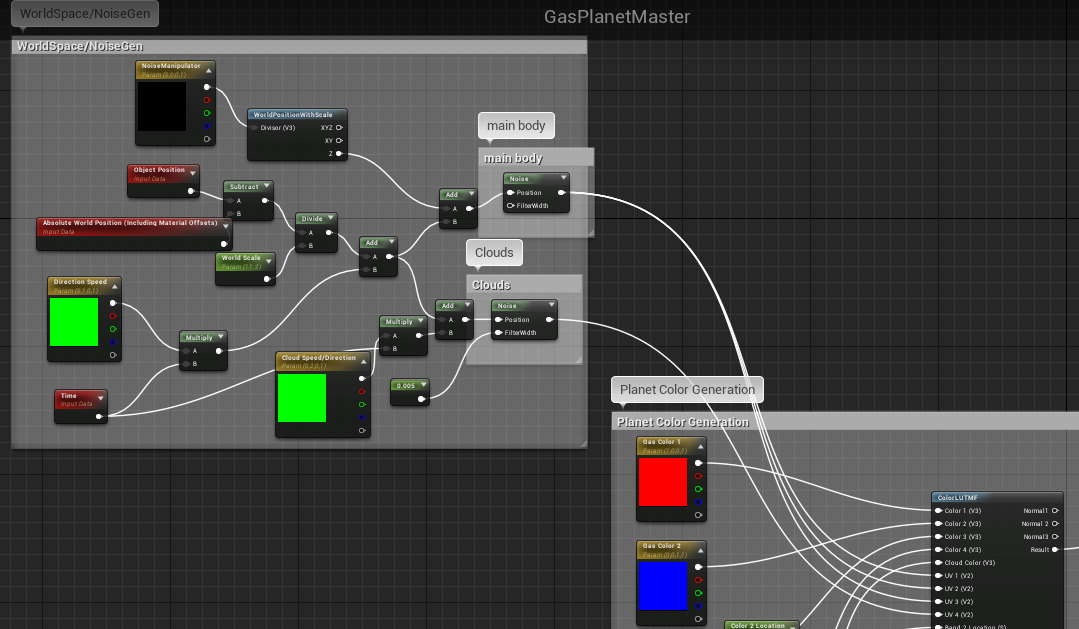 WorldSpace/NoiseGen
GasPlanetMaster
WorldSpace/NoiseGen
NoiseManipulator
Param (0,0,0,1)
WorldPositionWithScale
Divisor (V3)
XYZ
XY
Z
main body
main body
Noise
Position
FilterWidth
Object Position
Input Data
Subtract
A
B
Add
A
B
Absolute World Position (Including Material Offsets)
Input Data
Divide
A
B
Add
A
B
World Scale
Clouds
Clouds
Direction Speed
Param (0,1,0,1)
Add
A
B
Noise
Position
FilterWidth
Multiply
A
B
Multiply
A
B
Cloud Speed/Direction
Param (0,2,0,1)
0.005
Time
Input Data
Planet Color Generation
Planet Color Generation
Gas Color 1
Param (1,0,0,1)
ColorLUTMF
Color 1 (V3)
Normal1
Color 2 (V3)
Normal 2
Color 3 (V3)
Normal3
Color 4 (V3)
Result
Cloud Color (V3)
UV 1 (V2)
UV 2 (V2)
UV 3 (V2)
UV 4 (V2)
Band 2 Location (S)
Gas Color 2
Param (0,0,1,1)
Color 2 Location